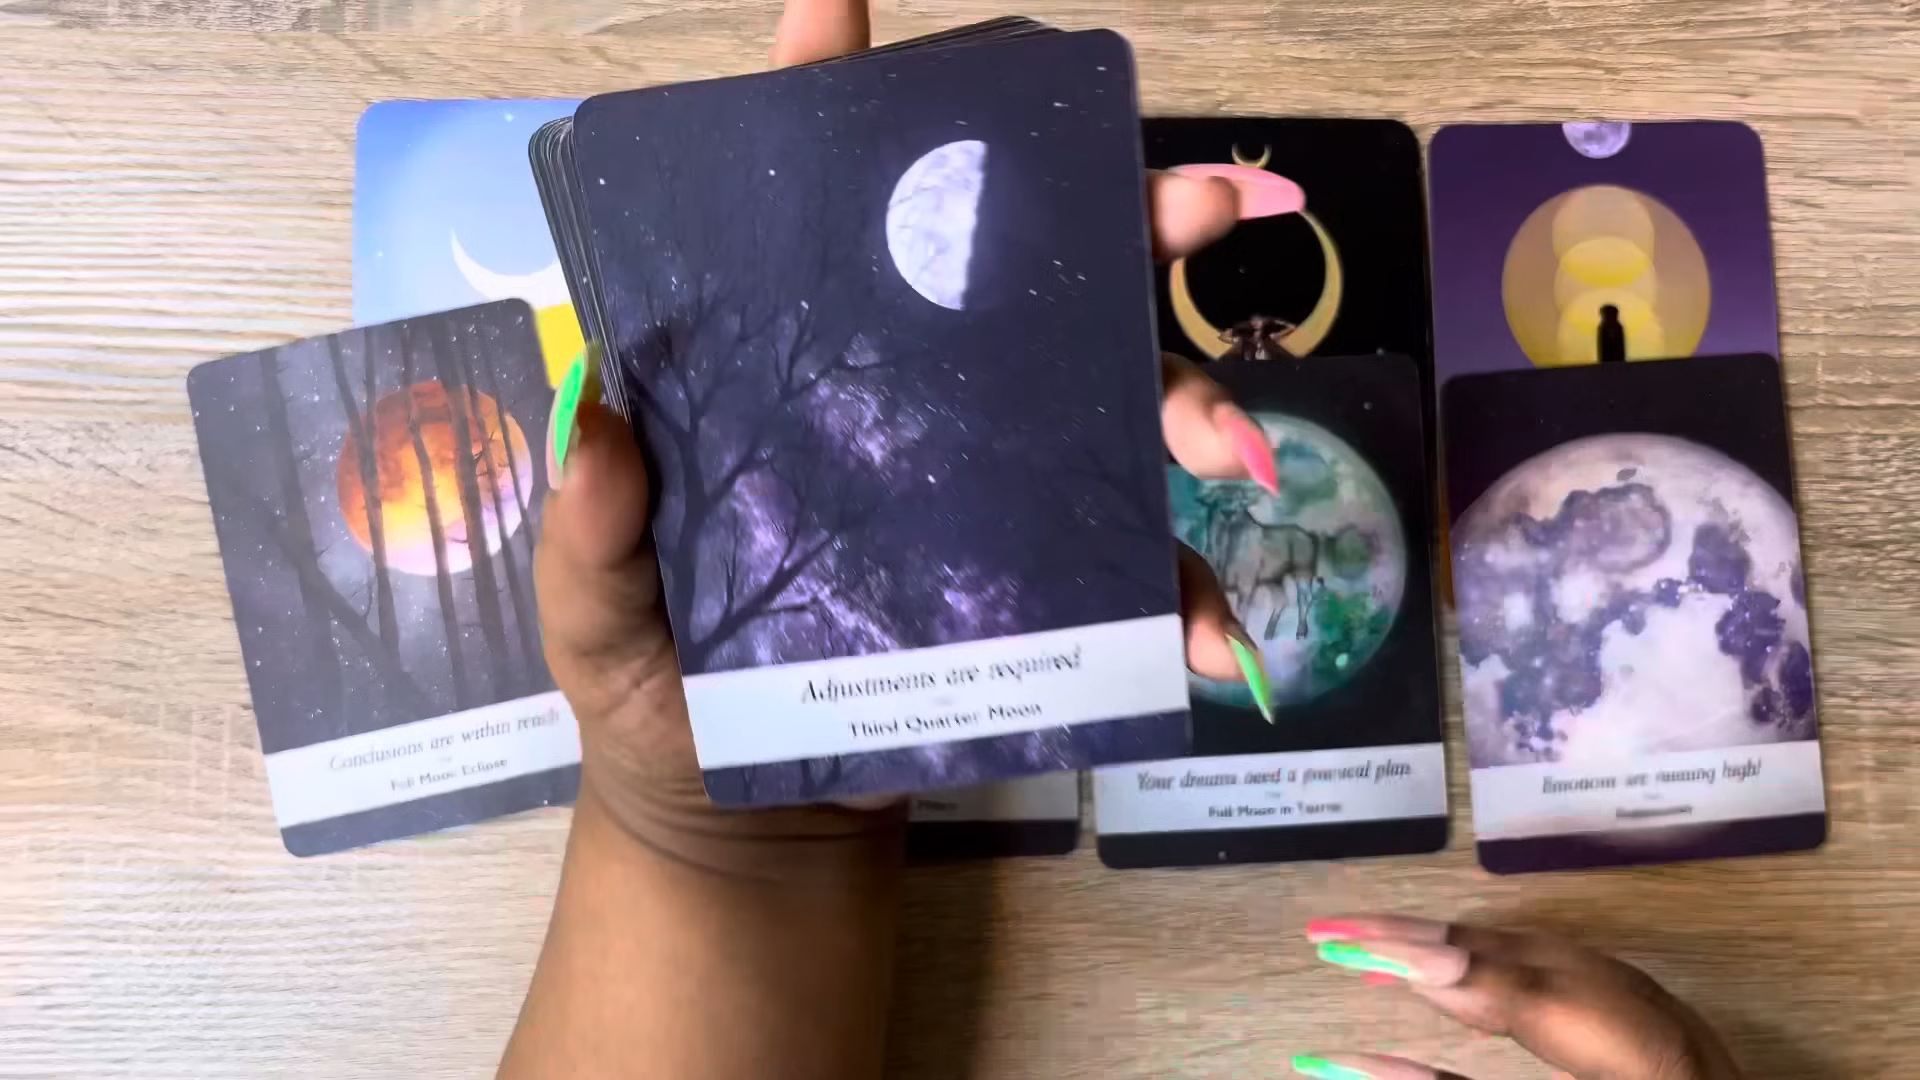 Adjustments are required
Third Quarter Moon
Conclusions are within reach
Full Moon Eclipse
Your dreams need a practical plan
Full Moon in Taurus
Emotions are running high!